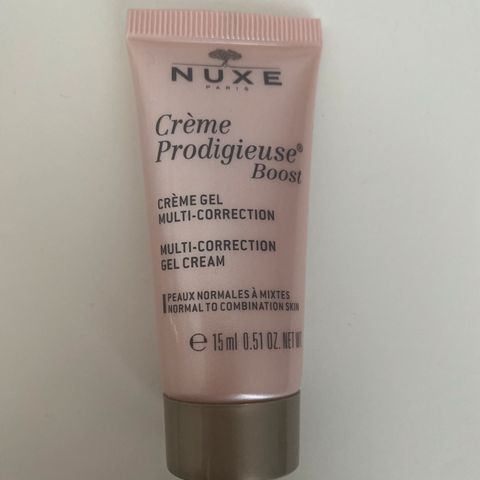 NUXE
PARIS
Crème
Prodigieuse®
Boost
CRÈME GEL
MULTI-CORRECTION
MULTI-CORRECTION
GEL CREAM
PEAUX NORMALES À MIXTES
NORMAL TO COMBINATION SKIN
℮ 15 ml 0.51 OZ. NET